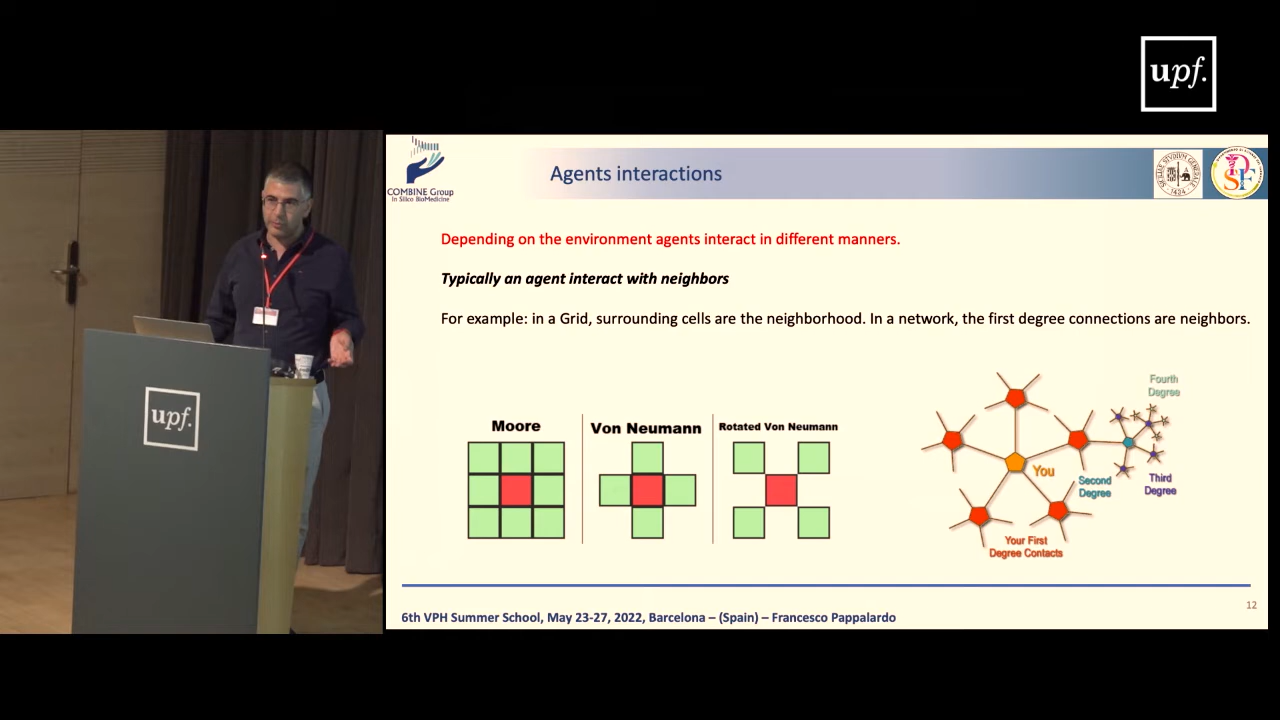 upf.
COMBINE Group
In Silico BioMedicine
Agents interactions
Depending on the environment agents interact in different manners.
Typically an agent interact with neighbors
For example: in a Grid, surrounding cells are the neighborhood. In a network, the first degree connections are neighbors.
Moore
Von Neumann
Rotated Von Neumann
Fourth
Degree
You
Second
Degree
Third
Degree
Your First
Degree Contacts
12
6th VPH Summer School, May 23-27, 2022, Barcelona – (Spain) – Francesco Pappalardo
upf.